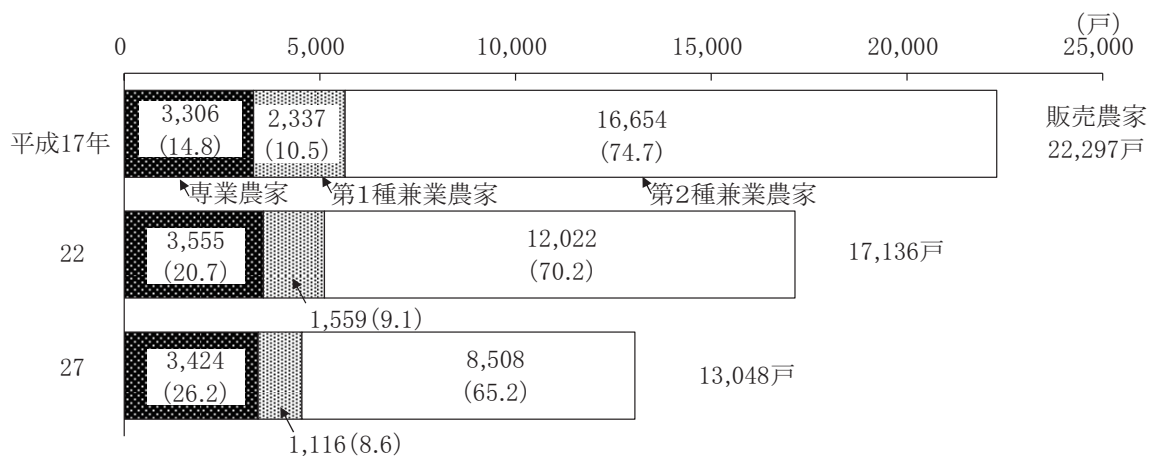 (戸)
0 5,000 10,000 15,000 20,000 25,000
平成17年
3,306
(14.8)
2,337
(10.5)
16,654
(74.7)
販売農家
22,297戸
専業農家
第1種兼業農家
第2種兼業農家
22
3,555
(20.7)
12,022
(70.2)
17,136戸
1,559(9.1)
27
3,424
(26.2)
8,508
(65.2)
13,048戸
1,116(8.6)